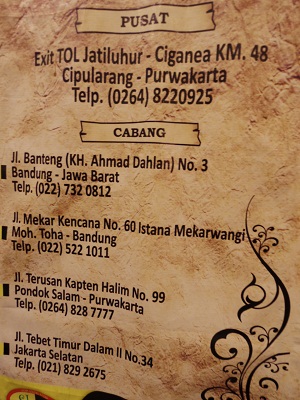 PUSAT
Exit TOL Jatiluhur - Ciganea KM. 48
Cipularang - Purwakarta
Telp. (0264) 8220925
CABANG
Jl. Banteng (KH. Ahmad Dahlan) No. 3
Bandung - Jawa Barat
Telp. (022) 732 0812
Jl. Mekar Kencana No. 60 Istana Mekarwangi
Moh. Toha - Bandung
Telp. (022) 522 1011
Jl. Terusan Kapten Halim No. 99
Pondok Salam - Purwakarta
Telp. (0264) 828 7777
Jl. Tebet Timur Dalam II No.34
Jakarta Selatan
Telp. (021) 829 2675